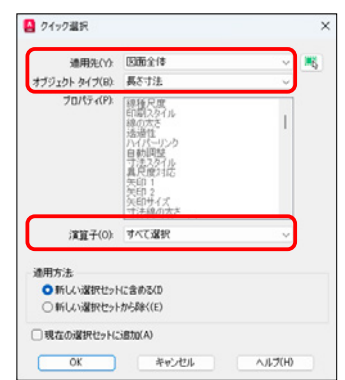 クイック選択
適用先(Y): 図面全体
オブジェクト タイプ(B): 長さ寸法
プロパティ(P): 線種尺度
印刷スタイル
線の太さ
透過性
ハイパーリンク
自動調整
寸法スタイル
異尺度対応
矢印 1
矢印 2
矢印サイズ
寸法線の太さ
演算子(O): すべて選択
適用方法:
新しい選択セットに含める(I)
新しい選択セットから除く(E)
現在の選択セットに追加(A)
OK キャンセル ヘルプ(H)